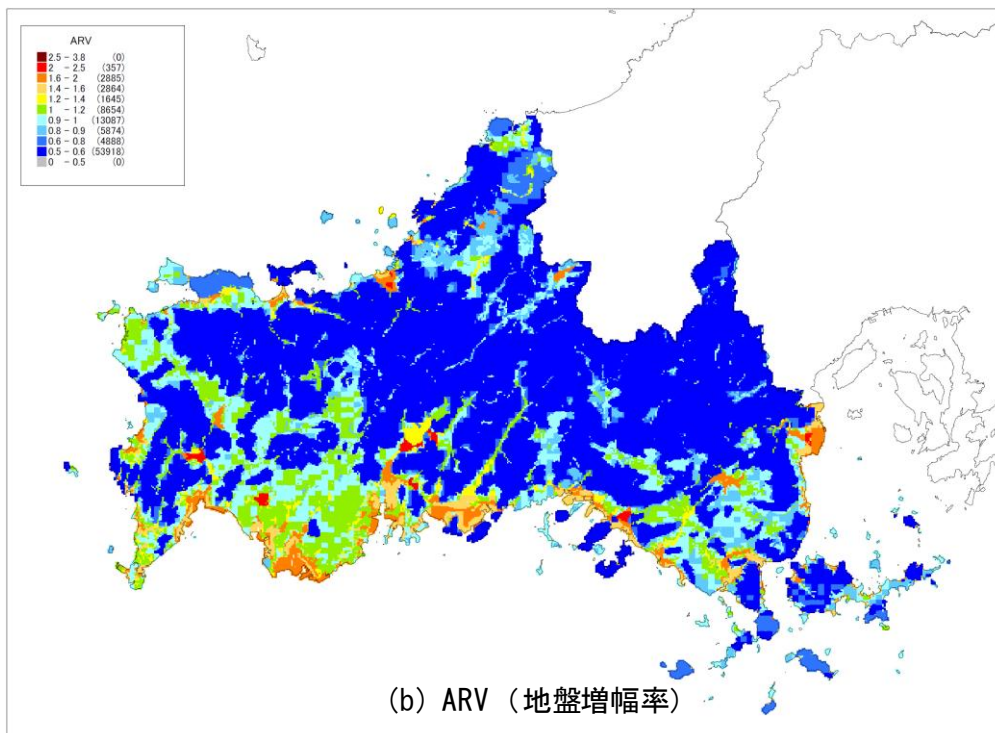 ARV
2.5 - 3.8 (0)
2 - 2.5 (357)
1.6 - 2 (2885)
1.4 - 1.6 (2864)
1.2 - 1.4 (1645)
1 - 1.2 (8654)
0.9 - 1 (13087)
0.8 - 0.9 (5874)
0.6 - 0.8 (4888)
0.5 - 0.6 (53918)
0 - 0.5 (0)
(b) ARV (地盤増幅率)